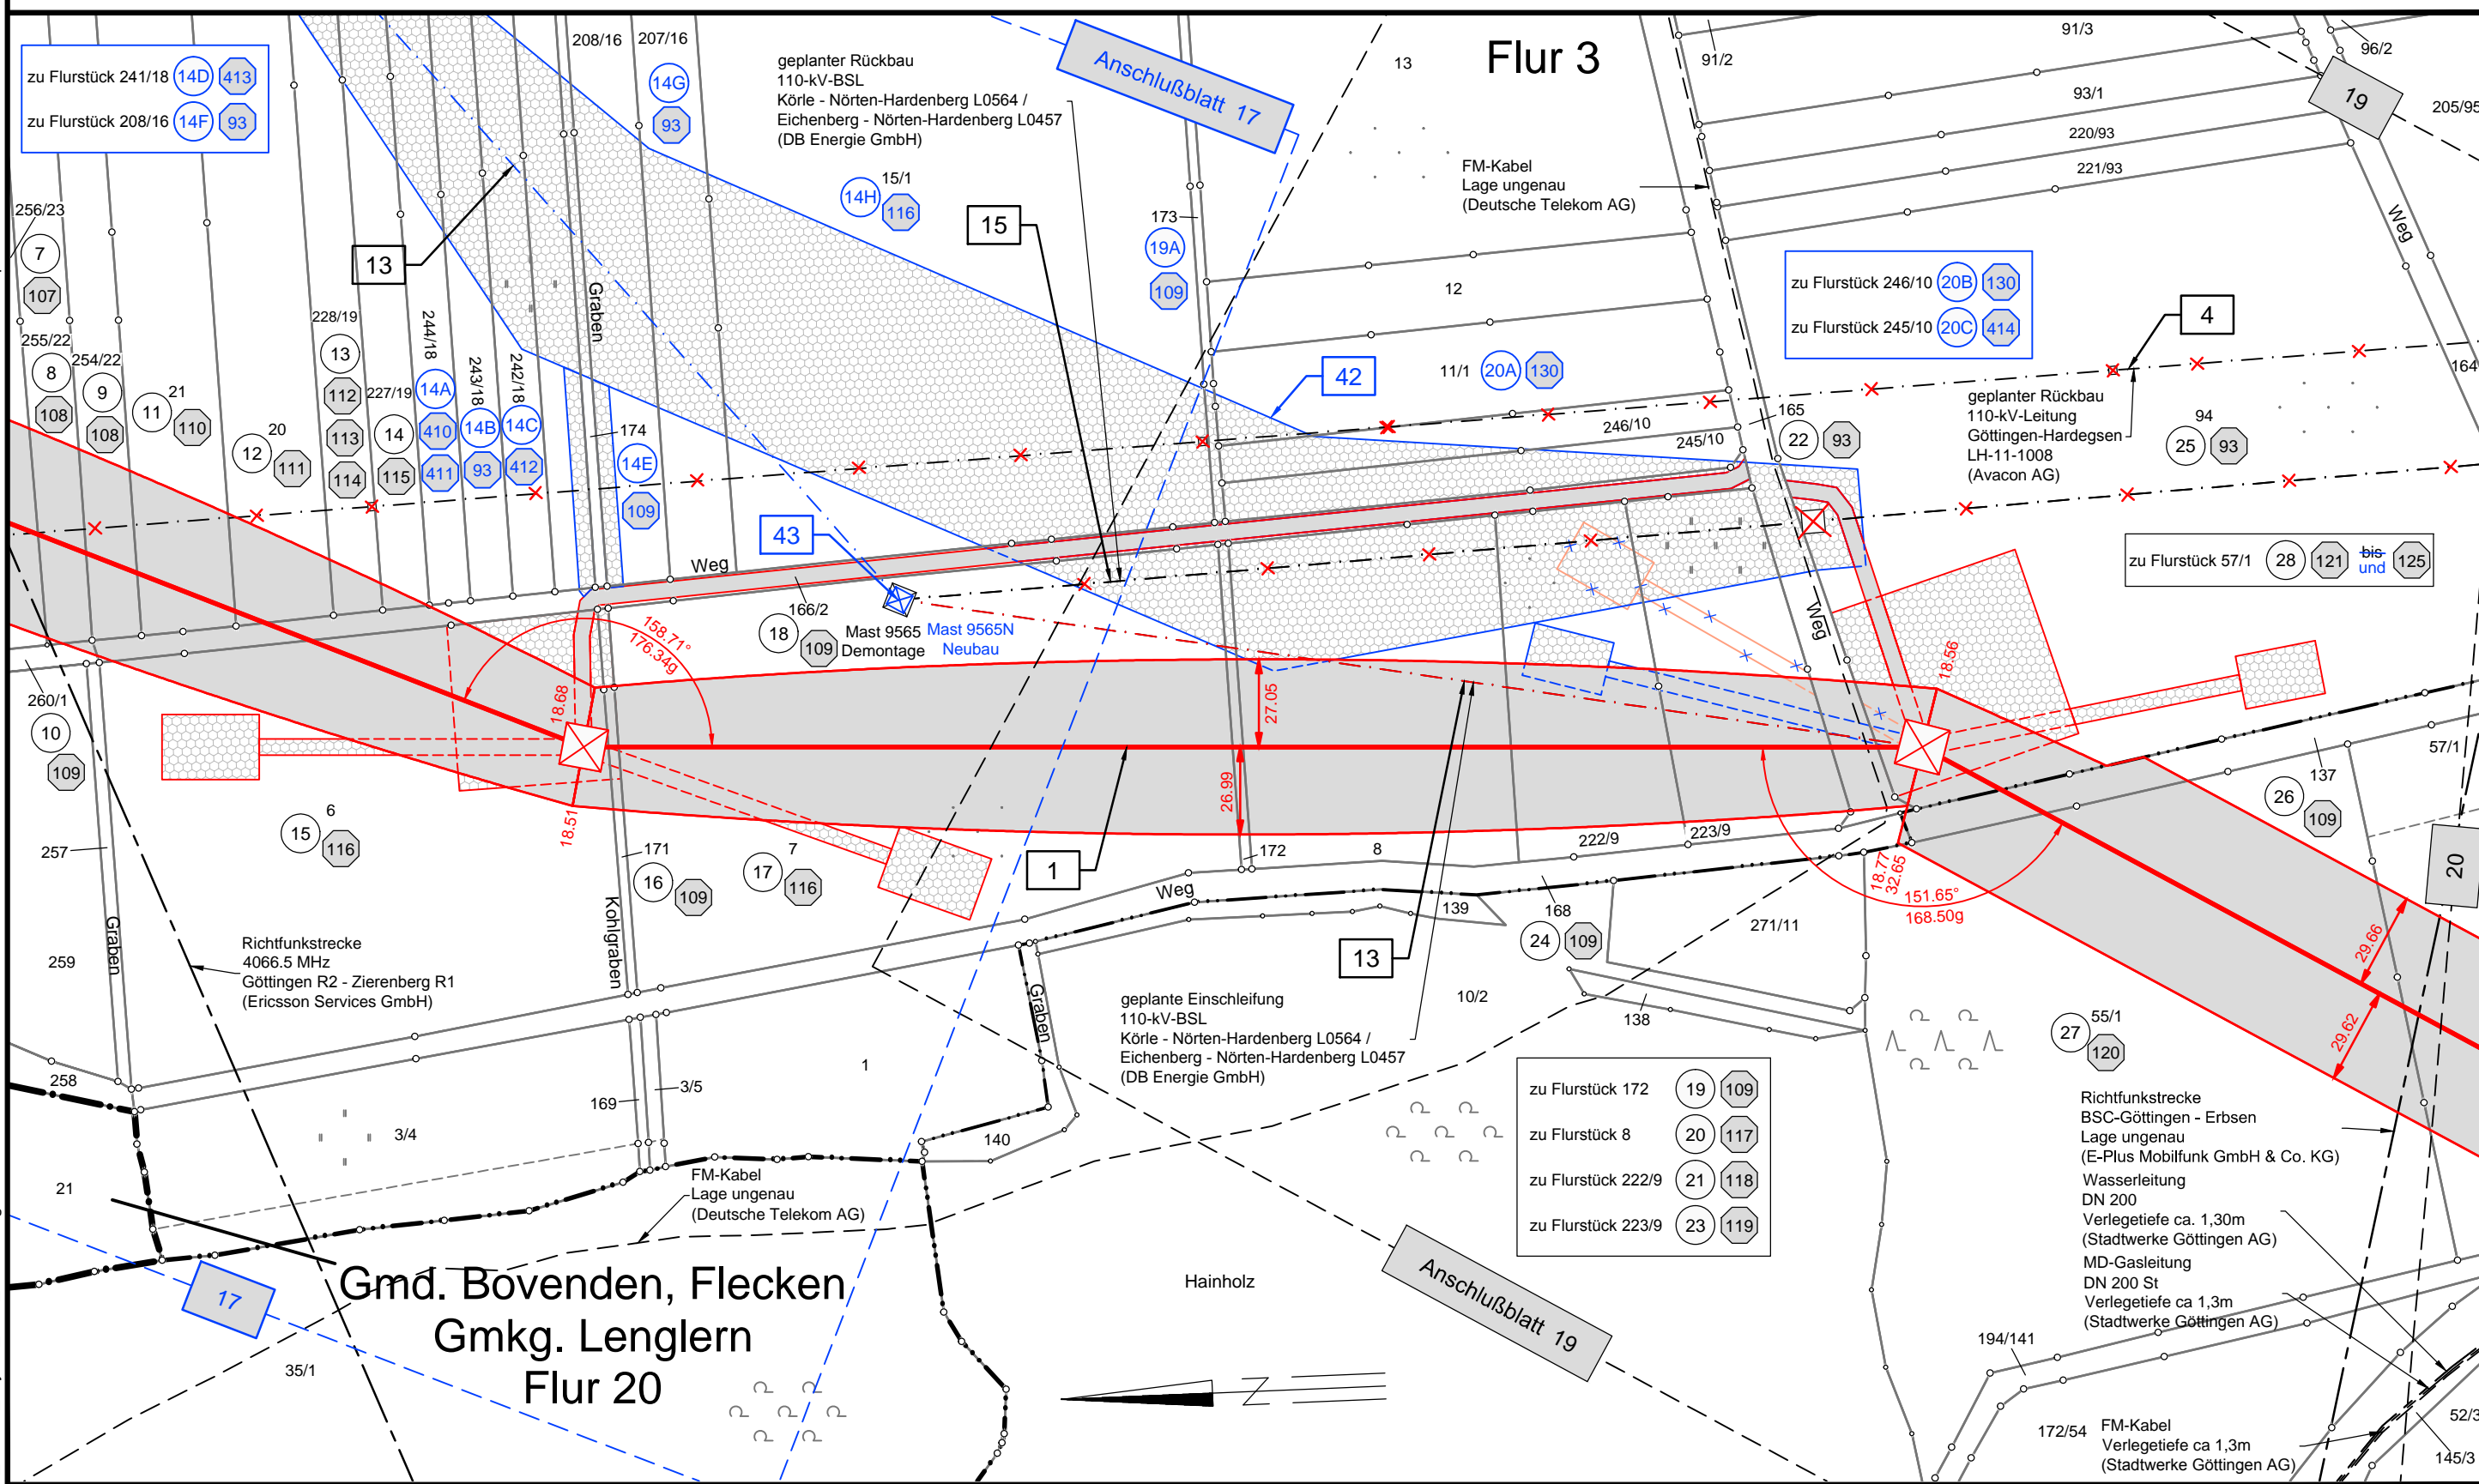 zu Flurstück 241/18 14D 413
zu Flurstück 208/16 14F 93
208/16
207/16
14G
93
geplanter Rückbau
110-kV-BSL
Körle - Nörten-Hardenberg L0564 /
Eichenberg - Nörten-Hardenberg L0457
(DB Energie GmbH)
Anschlußblatt 17
13
Flur 3
91/2
91/3
96/2
19
93/1
205/95
220/93
221/93
FM-Kabel
Lage ungenau
(Deutsche Telekom AG)
15/1
14H
116
15
173
19A
109
12
Weg
256/23
7
107
13
Graben
zu Flurstück 246/10 20B 130
zu Flurstück 245/10 20C 414
4
255/22
8
108
254/22
9
108
21
11
110
20
12
111
228/19
13
112
113
114
227/19
14
115
244/18
14A
410
411
243/18
14B
93
242/18
14C
412
174
14E
109
42
11/1
20A
130
246/10
245/10
165
22
93
geplanter Rückbau
110-kV-Leitung
Göttingen-Hardegsen
LH-11-1008
(Avacon AG)
94
25
93
164
43
Weg
166/2
18
109
Mast 9565
Demontage
Mast 9565N
Neubau
zu Flurstück 57/1 28 121 bis und 125
Weg
158.71°
176.34g
18.68
18.51
27.05
26.99
18.56
18.77
32.65
151.65°
168.50g
29.66
29.62
260/1
10
109
257
6
15
116
171
16
109
7
17
116
1
172
8
222/9
223/9
137
26
109
57/1
20
Weg
139
168
24
109
271/11
Graben
Kohlgraben
259
258
Richtfunkstrecke
4066.5 MHz
Göttingen R2 - Zierenberg R1
(Ericsson Services GmbH)
13
geplante Einschleifung
110-kV-BSL
Körle - Nörten-Hardenberg L0564 /
Eichenberg - Nörten-Hardenberg L0457
(DB Energie GmbH)
10/2
138
Graben
1
3/5
169
3/4
140
21
55/1
27
120
zu Flurstück 172 19 109
zu Flurstück 8 20 117
zu Flurstück 222/9 21 118
zu Flurstück 223/9 23 119
Richtfunkstrecke
BSC-Göttingen - Erbsen
Lage ungenau
(E-Plus Mobilfunk GmbH & Co. KG)
Wasserleitung
DN 200
Verlegetiefe ca. 1,30m
(Stadtwerke Göttingen AG)
MD-Gasleitung
DN 200 St
Verlegetiefe ca 1,3m
(Stadtwerke Göttingen AG)
FM-Kabel
Lage ungenau
(Deutsche Telekom AG)
17
Gmd. Bovenden, Flecken
Gmkg. Lenglern
Flur 20
35/1
Hainholz
Anschlußblatt 19
Z
194/141
172/54
FM-Kabel
Verlegetiefe ca 1,3m
(Stadtwerke Göttingen AG)
52/3
145/3